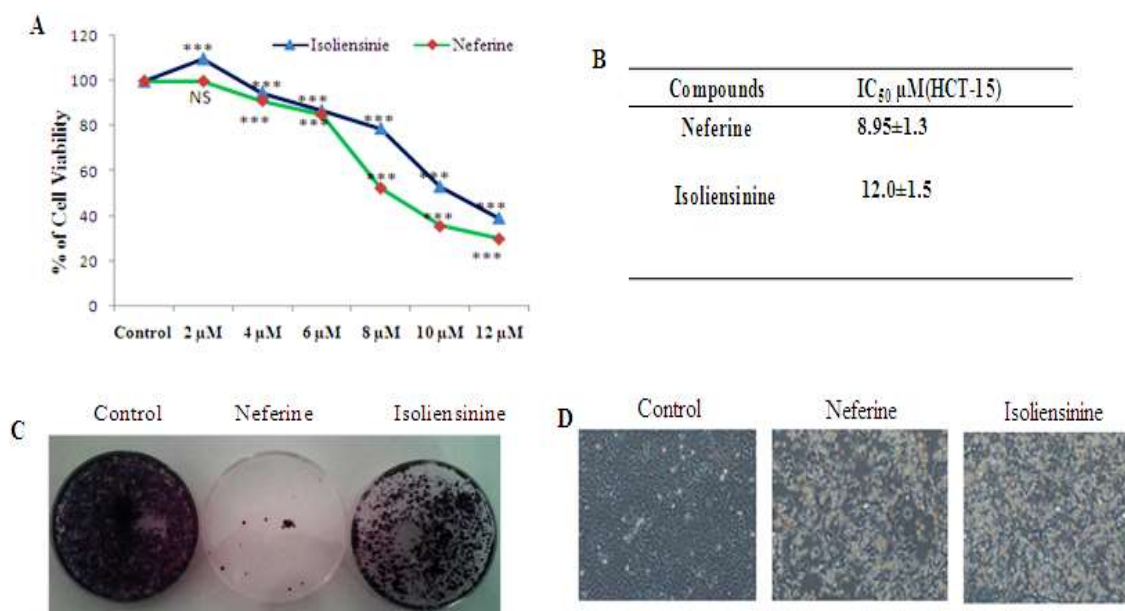 A
Isoliensinie Neferine
% of Cell Viability
120
100
80
60
40
20
0
***
NS
***
***
***
***
***
***
***
***
***
***
***
Control 2 µM 4 µM 6 µM 8 µM 10 µM 12 µM
B
Compounds IC50 µM(HCT-15)
Neferine 8.95±1.3
Isoliensinine 12.0±1.5
C
Control Neferine Isoliensinine
D
Control Neferine Isoliensinine